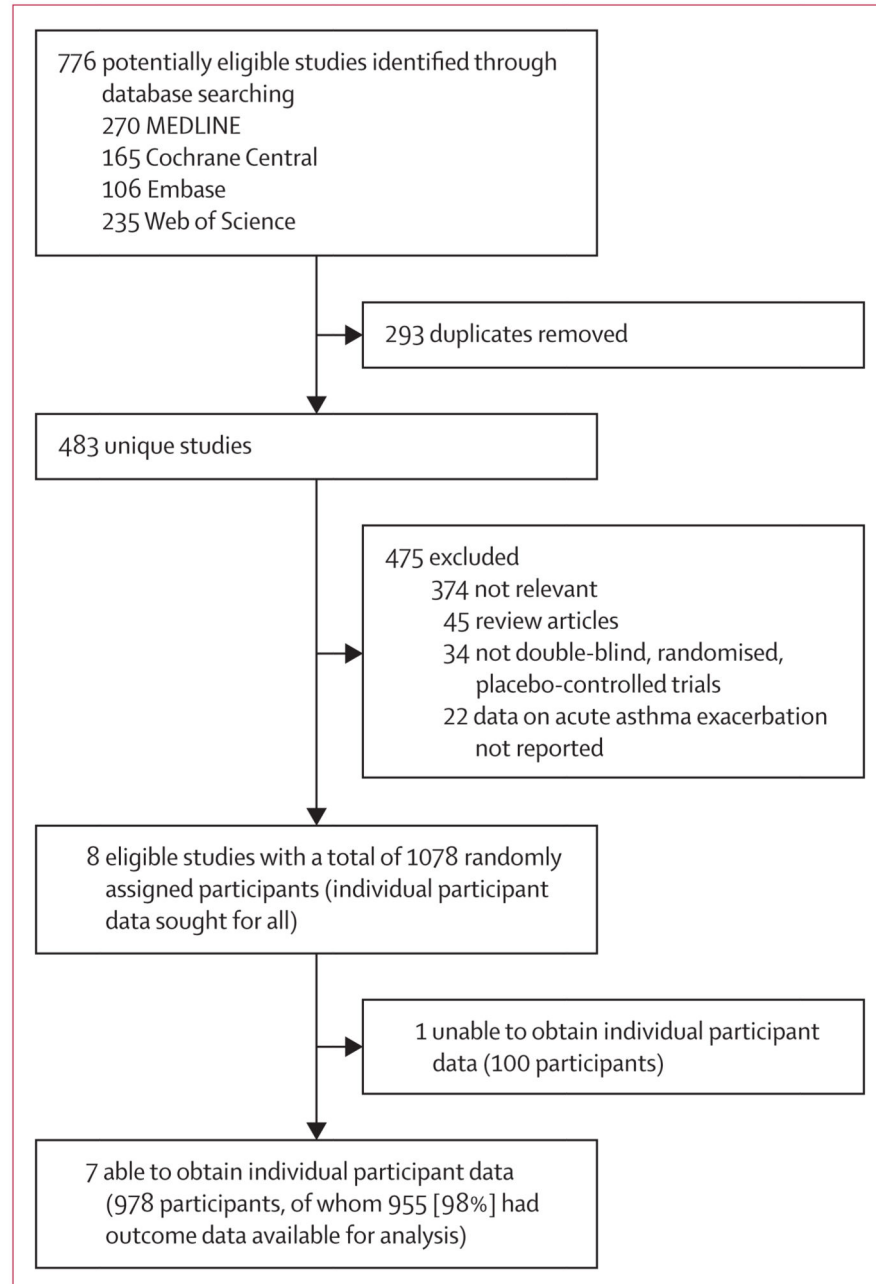 776 potentially eligible studies identified through
database searching
270 MEDLINE
165 Cochrane Central
106 Embase
235 Web of Science
293 duplicates removed
483 unique studies
475 excluded
374 not relevant
45 review articles
34 not double-blind, randomised,
placebo-controlled trials
22 data on acute asthma exacerbation
not reported
8 eligible studies with a total of 1078 randomly
assigned participants (individual participant
data sought for all)
1 unable to obtain individual participant
data (100 participants)
7 able to obtain individual participant data
(978 participants, of whom 955 [98%] had
outcome data available for analysis)